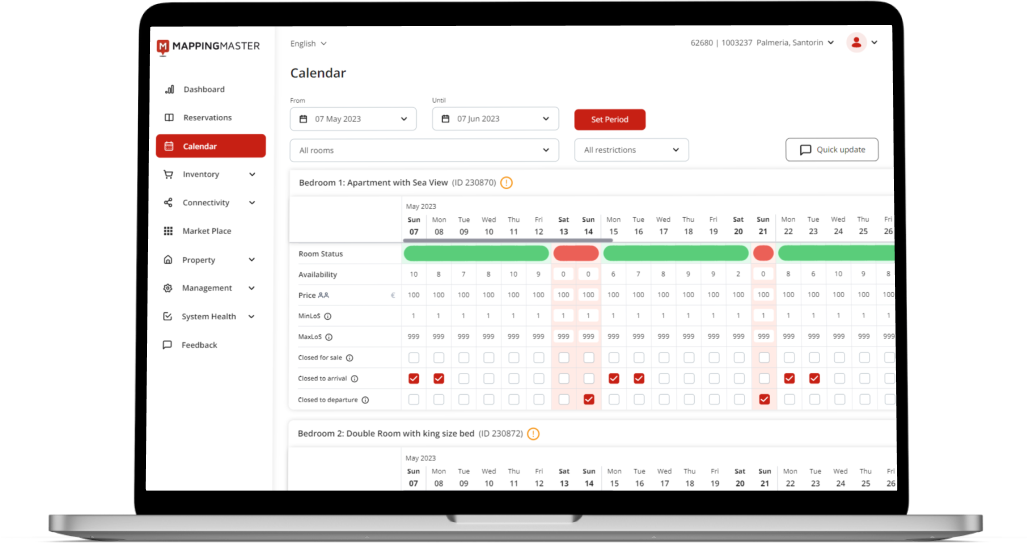 MAPPINGMASTER
English
62680 | 1003237 Palmeria, Santorin
Calendar
Dashboard
Reservations
Calendar
Inventory
Connectivity
Market Place
Property
Management
System Health
Feedback
From
Until
07 May 2023
07 Jun 2023
Set Period
All rooms
All restrictions
Quick update
Bedroom 1: Apartment with Sea View (ID 230870)
May 2023
Sun Mon Tue Wed Thu Fri Sat Sun Mon Tue Wed Thu Fri Sat Sun Mon Tue Wed Thu Fri
07 08 09 10 11 12 13 14 15 16 17 18 19 20 21 22 23 24 25 26
Room Status
Availability 10 8 7 8 10 9 0 0 6 7 8 9 9 2 0 8 6 10 9 8
Price AA € 100 100 100 100 100 100 100 100 100 100 100 100 100 100 100 100 100 100 100 100
MinLoS 1 1 1 1 1 1 1 1 1 1 1 1 1 1 1 1 1 1 1 1
MaxLoS 999 999 999 999 999 999 999 999 999 999 999 999 999 999 999 999 999 999 999 999
Closed for sale
Closed to arrival
Closed to departure
Bedroom 2: Double Room with king size bed (ID 230872)
May 2023
Sun Mon Tue Wed Thu Fri Sat Sun Mon Tue Wed Thu Fri Sat Sun Mon Tue Wed Thu Fri
07 08 09 10 11 12 13 14 15 16 17 18 19 20 21 22 23 24 25 26